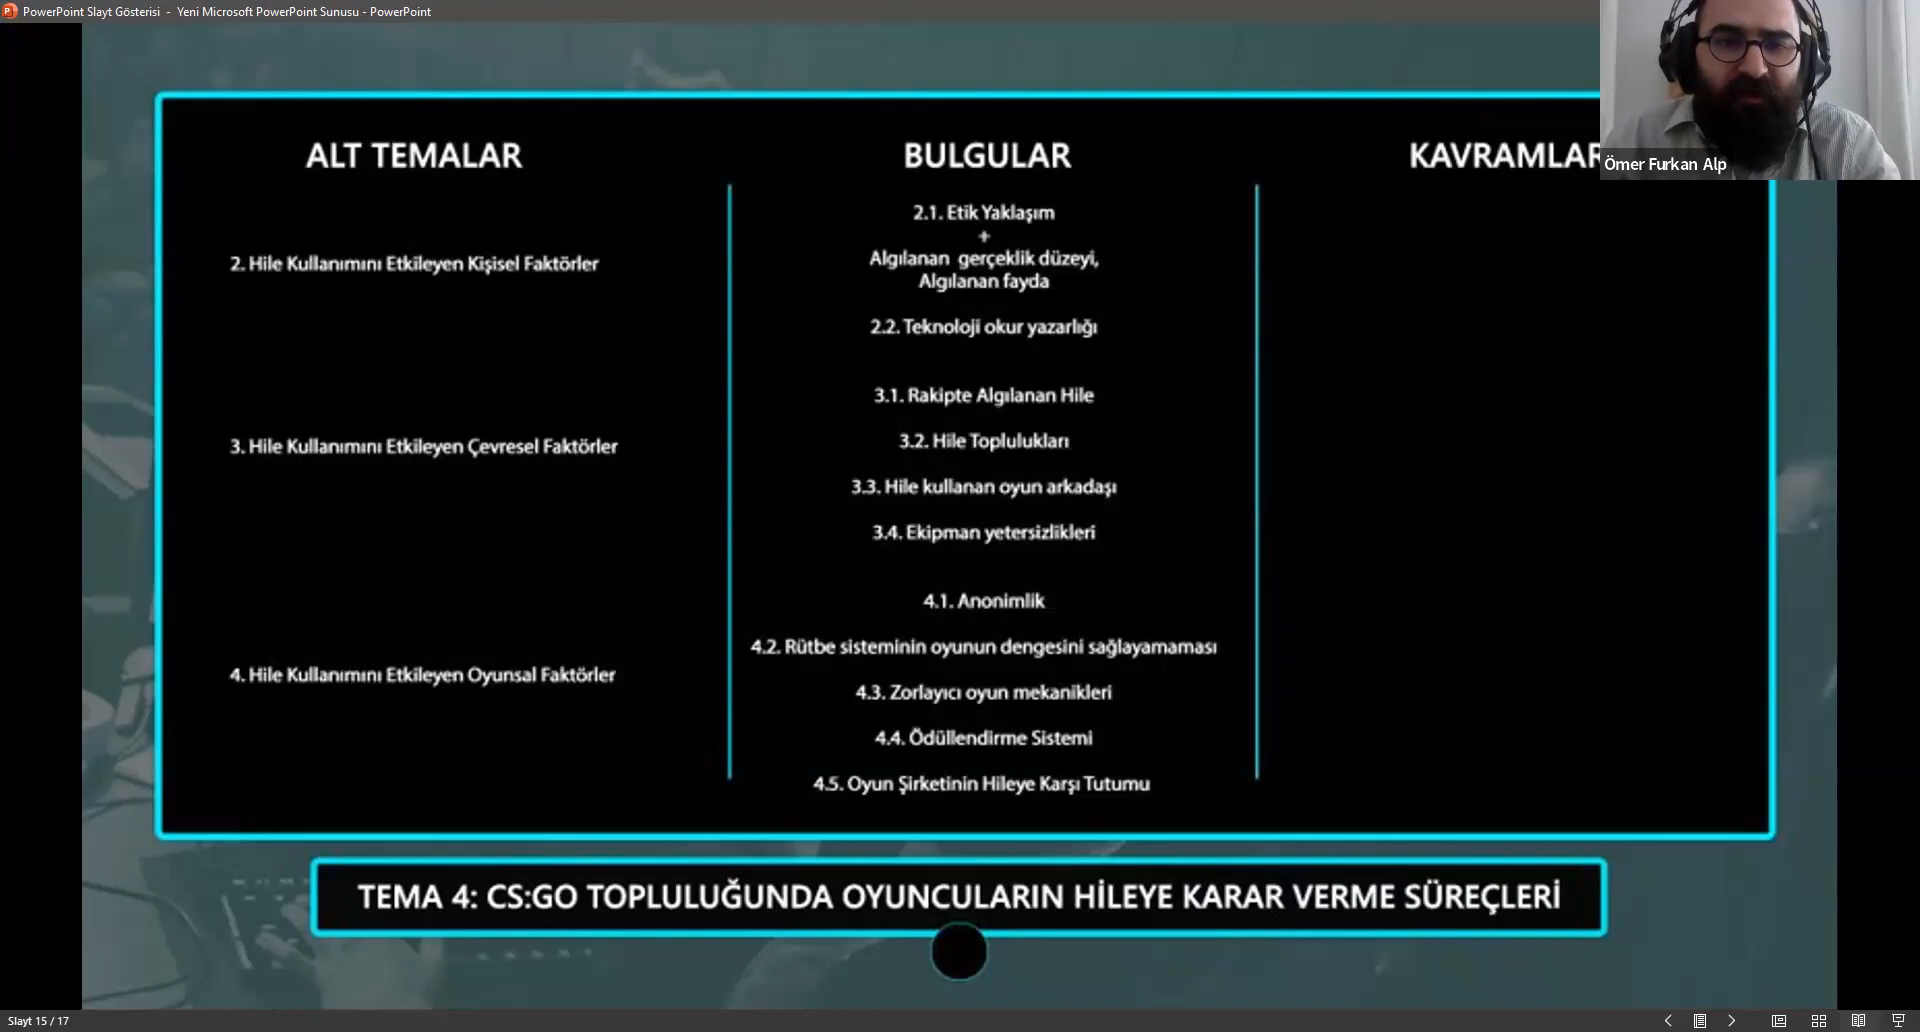 PowerPoint Slayt Gösterisi - Yeni Microsoft PowerPoint Sunusu - PowerPoint
Ömer Furkan Alp
ALT TEMALAR
BULGULAR
KAVRAMLAR
2.1. Etik Yaklaşım
+
Algılanan gerçeklik düzeyi,
Algılanan fayda
2. Hile Kullanımını Etkileyen Kişisel Faktörler
2.2. Teknoloji okur yazarlığı
3.1. Rakipte Algılanan Hile
3.2. Hile Toplulukları
3. Hile Kullanımını Etkileyen Çevresel Faktörler
3.3. Hile kullanan oyun arkadaşı
3.4. Ekipman yetersizlikleri
4.1. Anonimlik
4.2. Rütbe sisteminin oyunun dengesini sağlayamaması
4. Hile Kullanımını Etkileyen Oyunsal Faktörler
4.3. Zorlayıcı oyun mekanikleri
4.4. Ödüllendirme Sistemi
4.5. Oyun Şirketinin Hileye Karşı Tutumu
TEMA 4: CS:GO TOPLULUĞUNDA OYUNCULARIN HİLEYE KARAR VERME SÜREÇLERİ
Slayt 15 / 17